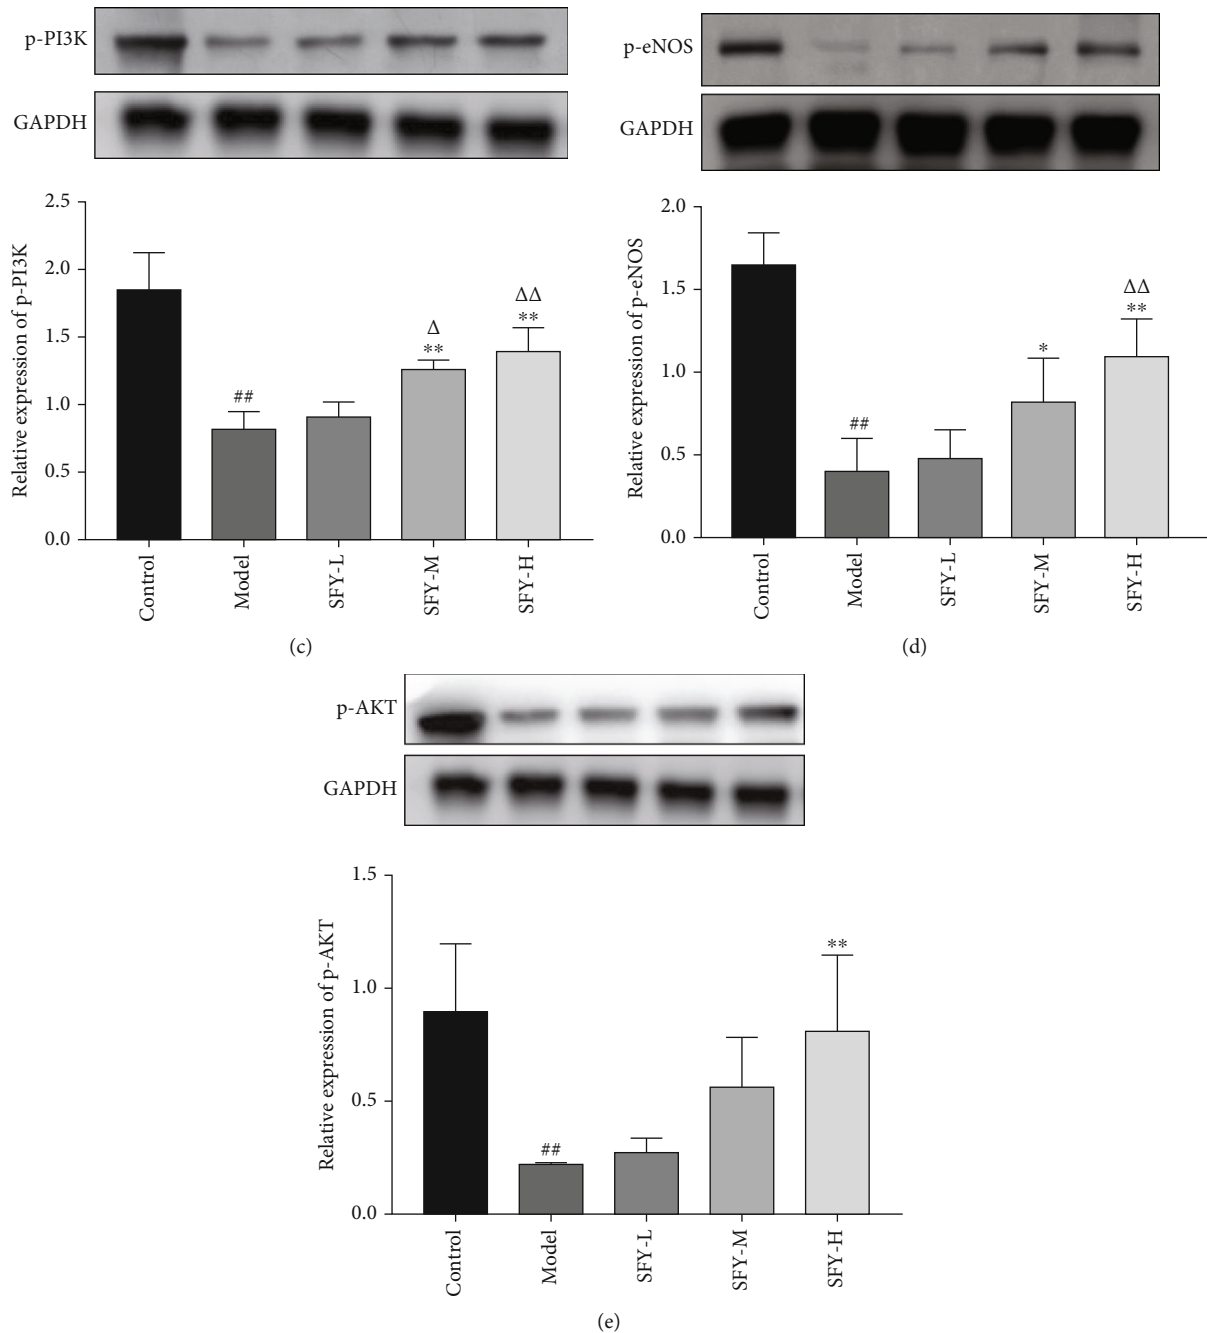 p-PI3K
GAPDH
Relative expression of p-PI3K
2.5
2.0
1.5
1.0
0.5
0.0
##
Δ
**
ΔΔ
**
Control
Model
SFY-L
SFY-M
SFY-H
(c)
p-eNOS
GAPDH
Relative expression of p-eNOS
2.0
1.5
1.0
0.5
0.0
##
*
ΔΔ
**
Control
Model
SFY-L
SFY-M
SFY-H
(d)
p-AKT
GAPDH
Relative expression of p-AKT
1.5
1.0
0.5
0.0
##
**
Control
Model
SFY-L
SFY-M
SFY-H
(e)